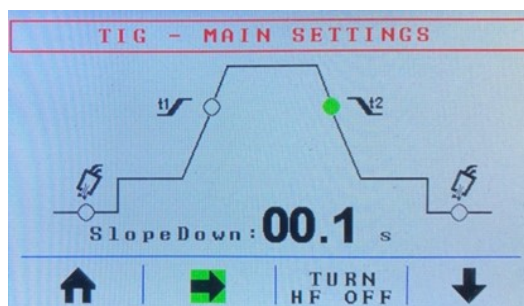 TIG - MAIN SETTINGS
t1 t2
SlopeDown: 00.1 s
TURN
HF OFF